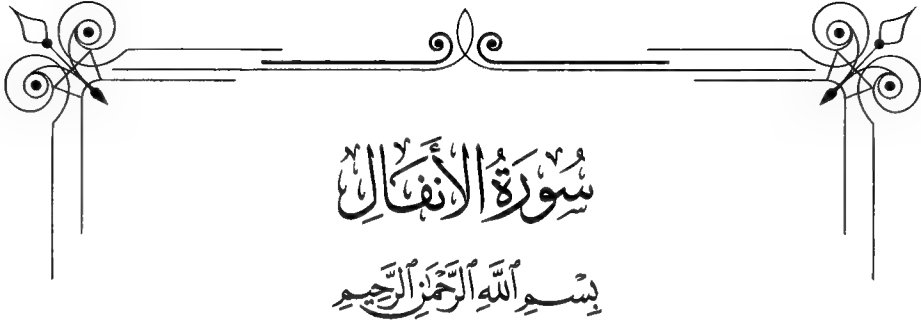 سُورَةُ الأَنفَالِ
بِسْمِ ٱللَّهِ ٱلرَّحْمَٰنِ ٱلرَّحِيمِ